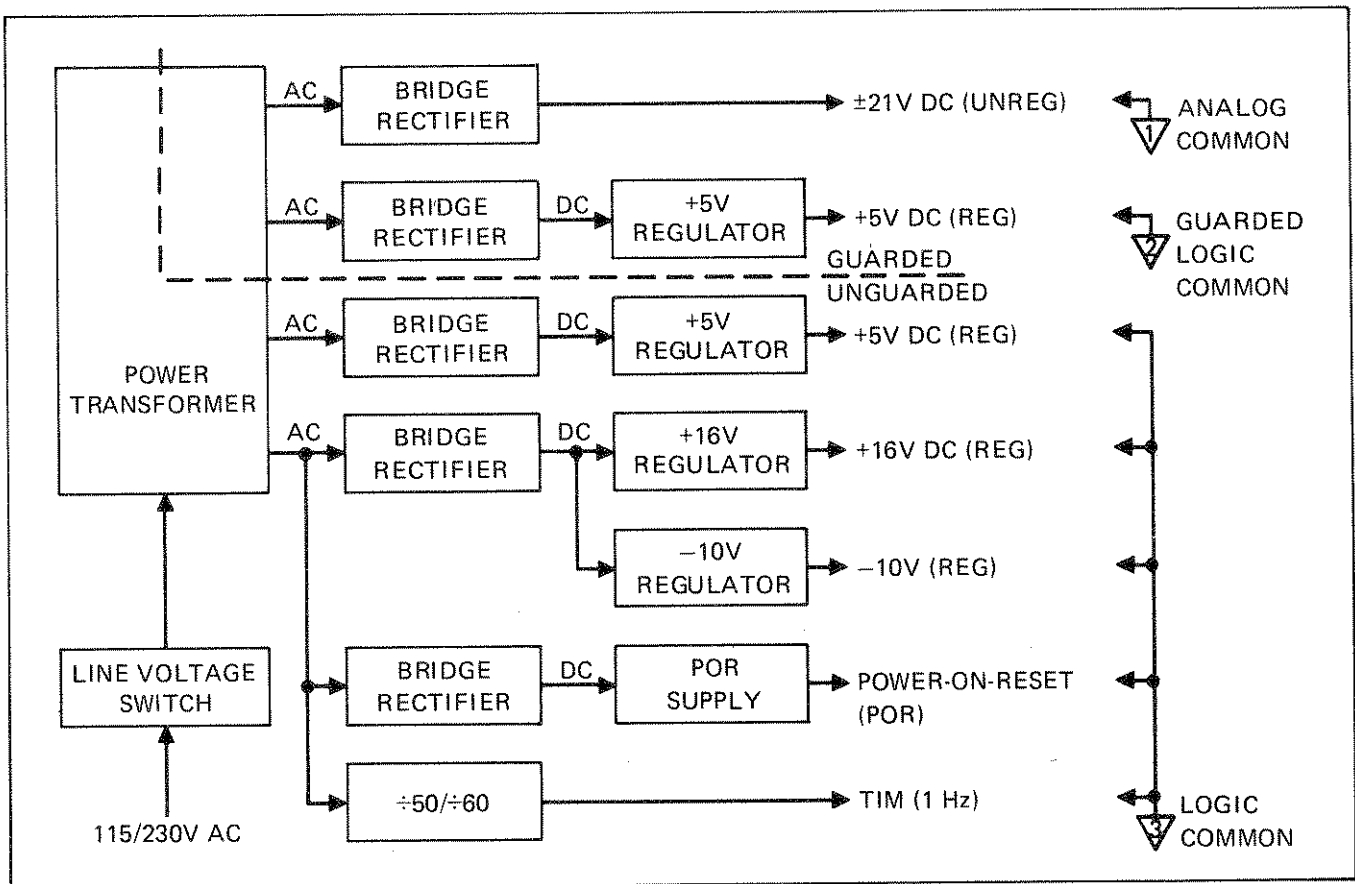 AC
BRIDGE
RECTIFIER
±21V DC (UNREG)
1
ANALOG
COMMON
AC
BRIDGE
RECTIFIER
DC
+5V
REGULATOR
+5V DC (REG)
2
GUARDED
LOGIC
COMMON
GUARDED
UNGUARDED
AC
BRIDGE
RECTIFIER
DC
+5V
REGULATOR
+5V DC (REG)
POWER
TRANSFORMER
AC
BRIDGE
RECTIFIER
DC
+16V
REGULATOR
+16V DC (REG)
−10V
REGULATOR
−10V (REG)
LINE VOLTAGE
SWITCH
BRIDGE
RECTIFIER
DC
POR
SUPPLY
POWER-ON-RESET
(POR)
÷50/÷60
TIM (1 Hz)
3
LOGIC
COMMON
115/230V AC